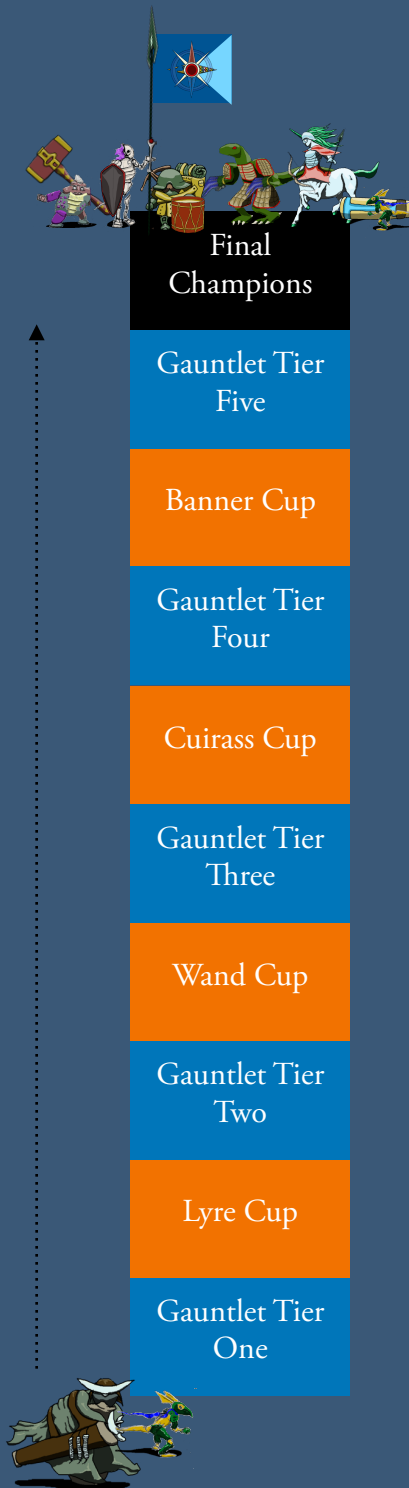 Final
Champions
Gauntlet Tier
Five
Banner Cup
Gauntlet Tier
Four
Cuirass Cup
Gauntlet Tier
Three
Wand Cup
Gauntlet Tier
Two
Lyre Cup
Gauntlet Tier
One